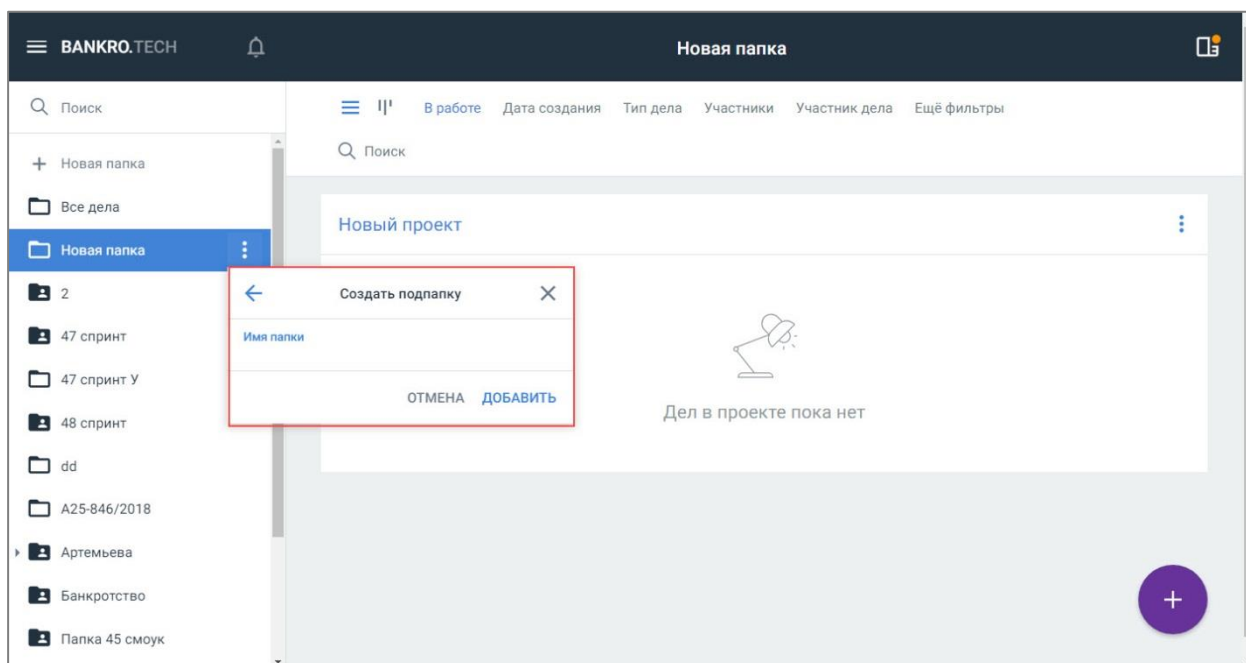 BANKRO.TECH
Новая папка
Поиск
В работе Дата создания Тип дела Участники Участник дела Ещё фильтры
Поиск
Новая папка
Все дела
Новая папка
Новый проект
2
47 спринт
47 спринт У
48 спринт
dd
А25-846/2018
Артемьева
Банкротство
Папка 45 смоук
Создать подпапку
Имя папки
ОТМЕНА ДОБАВИТЬ
Дел в проекте пока нет